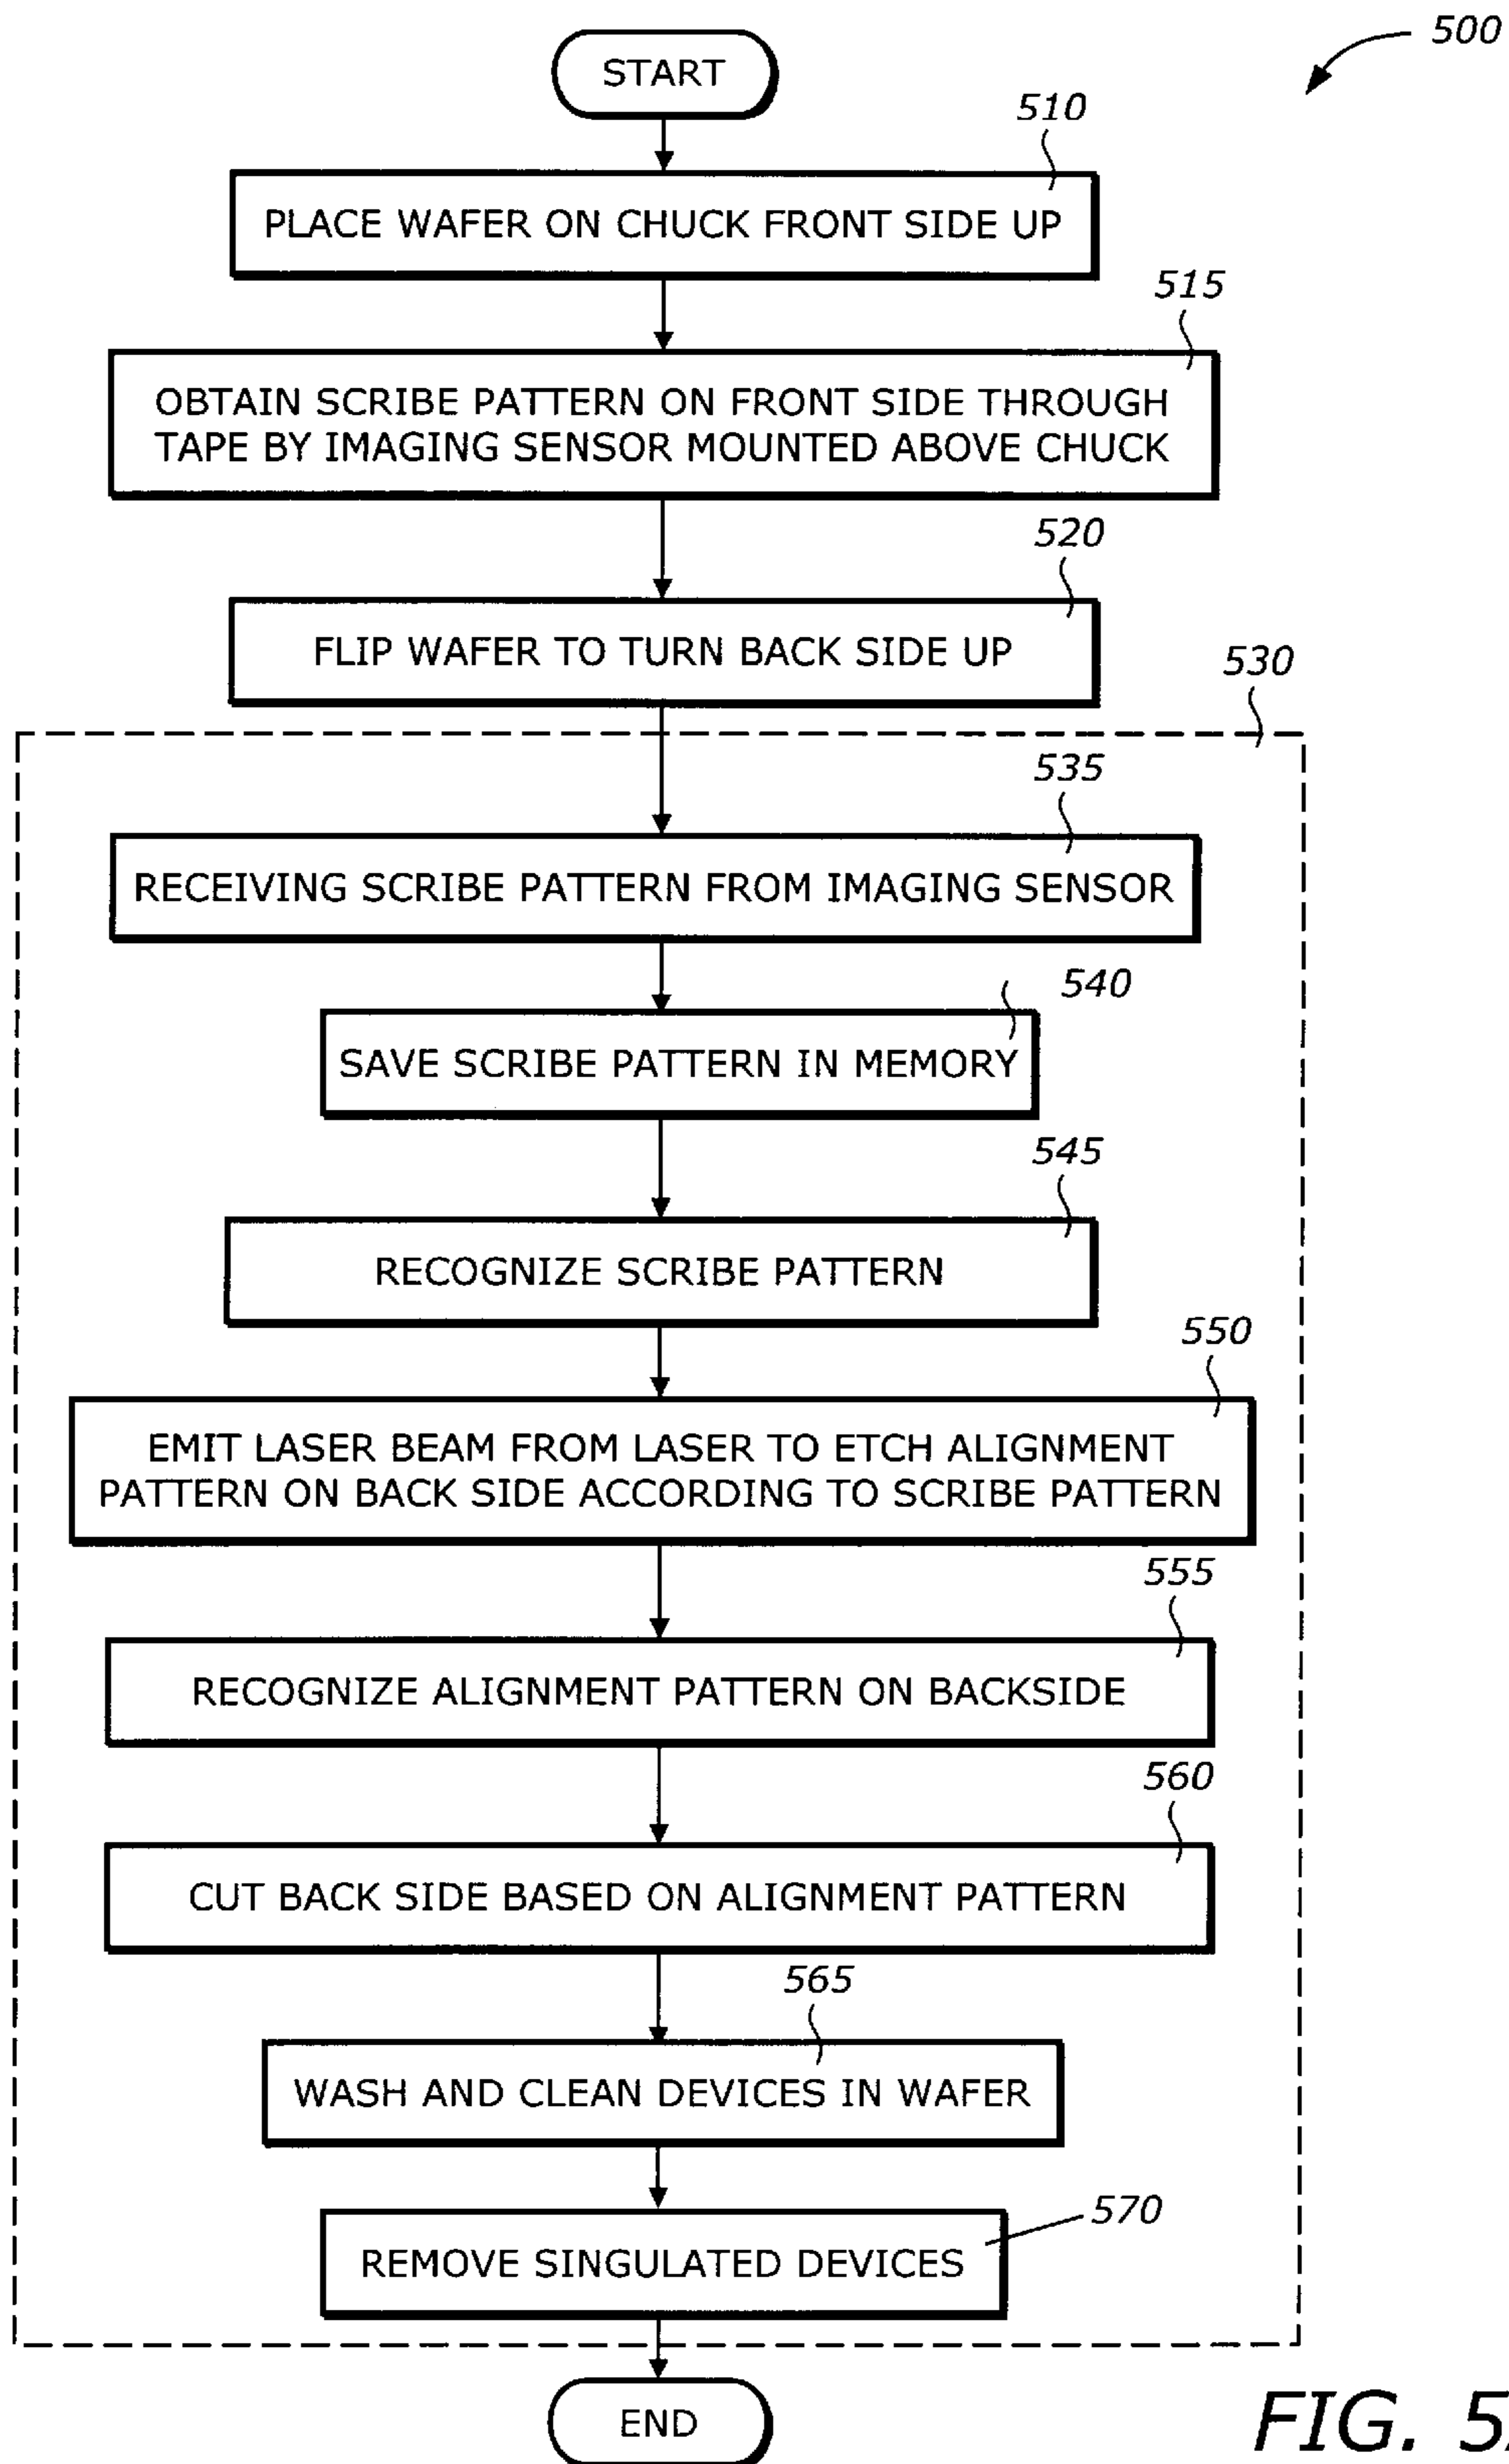 500
START
510
PLACE WAFER ON CHUCK FRONT SIDE UP
515
OBTAIN SCRIBE PATTERN ON FRONT SIDE THROUGH
TAPE BY IMAGING SENSOR MOUNTED ABOVE CHUCK
520
FLIP WAFER TO TURN BACK SIDE UP
530
535
RECEIVING SCRIBE PATTERN FROM IMAGING SENSOR
540
SAVE SCRIBE PATTERN IN MEMORY
545
RECOGNIZE SCRIBE PATTERN
550
EMIT LASER BEAM FROM LASER TO ETCH ALIGNMENT
PATTERN ON BACK SIDE ACCORDING TO SCRIBE PATTERN
555
RECOGNIZE ALIGNMENT PATTERN ON BACKSIDE
560
CUT BACK SIDE BASED ON ALIGNMENT PATTERN
565
WASH AND CLEAN DEVICES IN WAFER
570
REMOVE SINGULATED DEVICES
END
FIG. 5